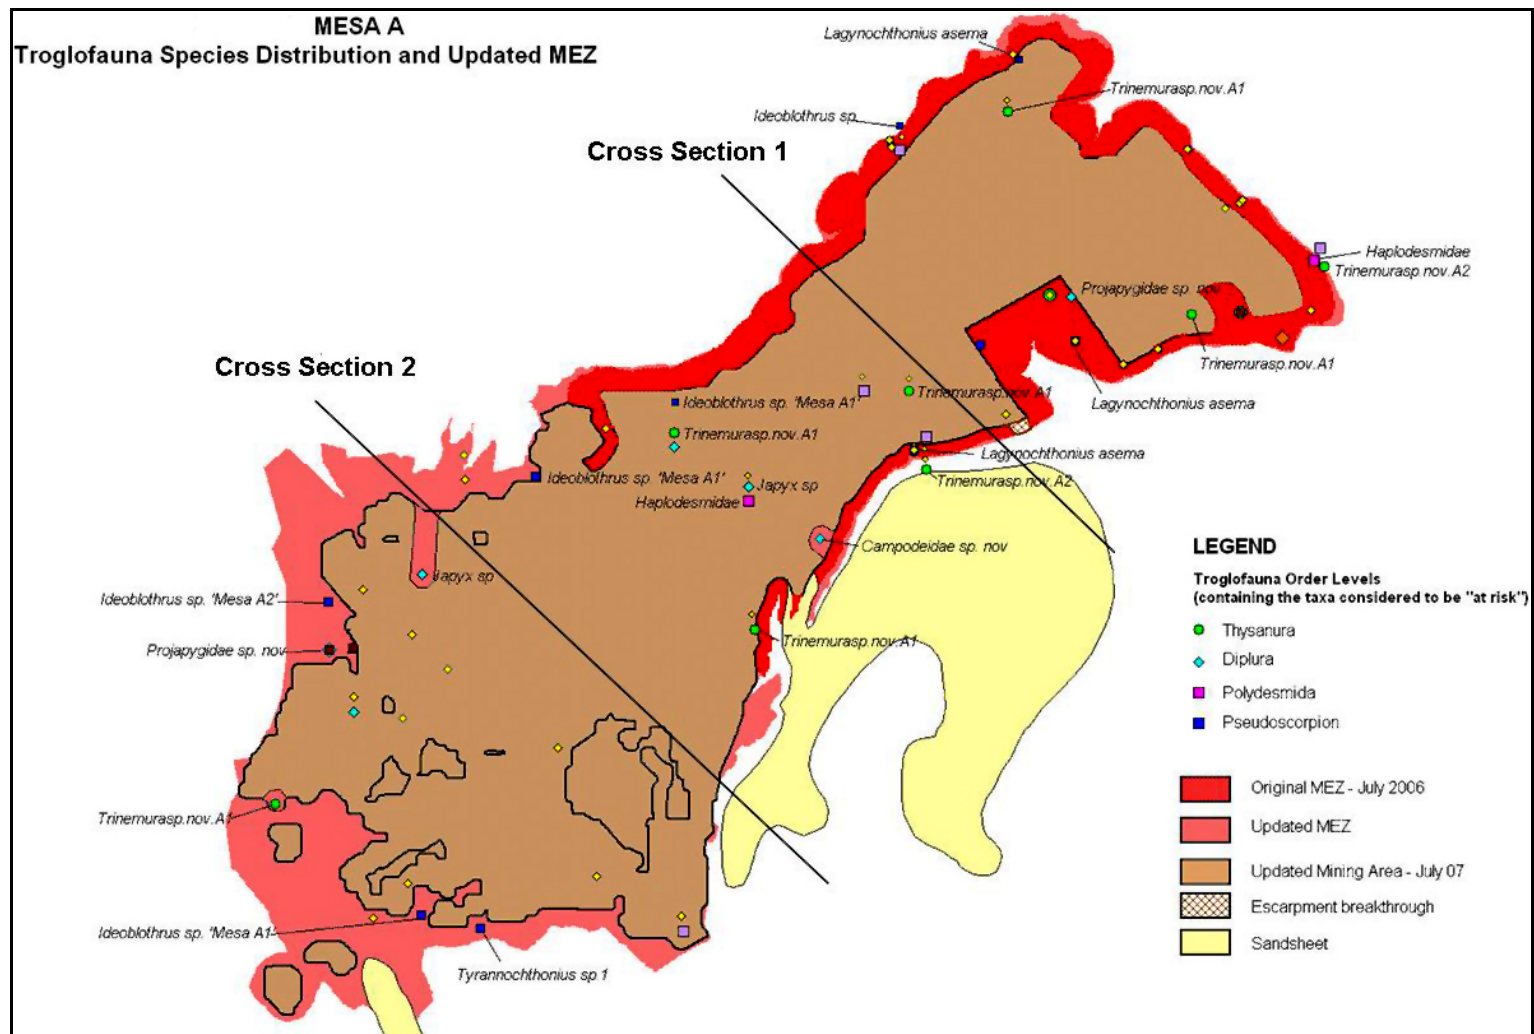 MESA A
Troglofauna Species Distribution and Updated MEZ
Lagynochthonius asema
Trinemurasp.nov.A1
Ideoblothrus sp
Cross Section 1
Haplodesmidae
Trinemurasp.nov.A2
Projapygidae sp. nov
Cross Section 2
Trinemurasp.nov.A1
Trinemurasp.nov.A1
Ideoblothrus sp. 'Mesa A1'
Lagynochthonius asema
Trinemurasp.nov.A1
Lagynochthonius asema
Ideoblothrus sp. 'Mesa A1'
Trinemurasp.nov.A2
Japyx sp
Haplodesmidae
Campodeidae sp. nov
Japyx sp
Ideoblothrus sp. 'Mesa A2'
Trinemurasp.nov.A1
Projapygidae sp. nov
Trinemurasp.nov.A1
Ideoblothrus sp. 'Mesa A1'
Tyrannochthonius sp.1
LEGEND
Troglofauna Order Levels
(containing the taxa considered to be "at risk")
Thysanura
Diplura
Polydesmida
Pseudoscorpion
Original MEZ - July 2006
Updated MEZ
Updated Mining Area - July 07
Escarpment breakthrough
Sandsheet